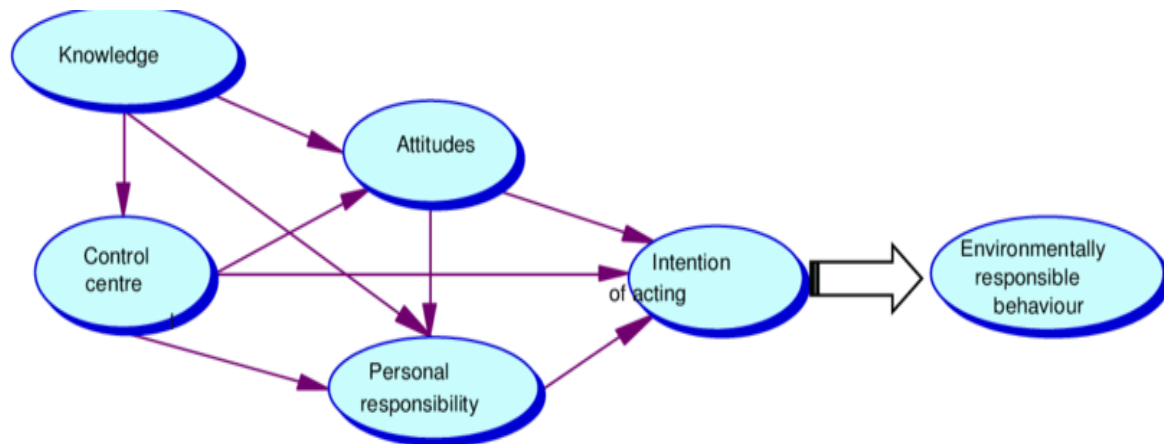 Knowledge
Attitudes
Control
centre
Intention
of acting
Environmentally
responsible
behaviour
Personal
responsibility